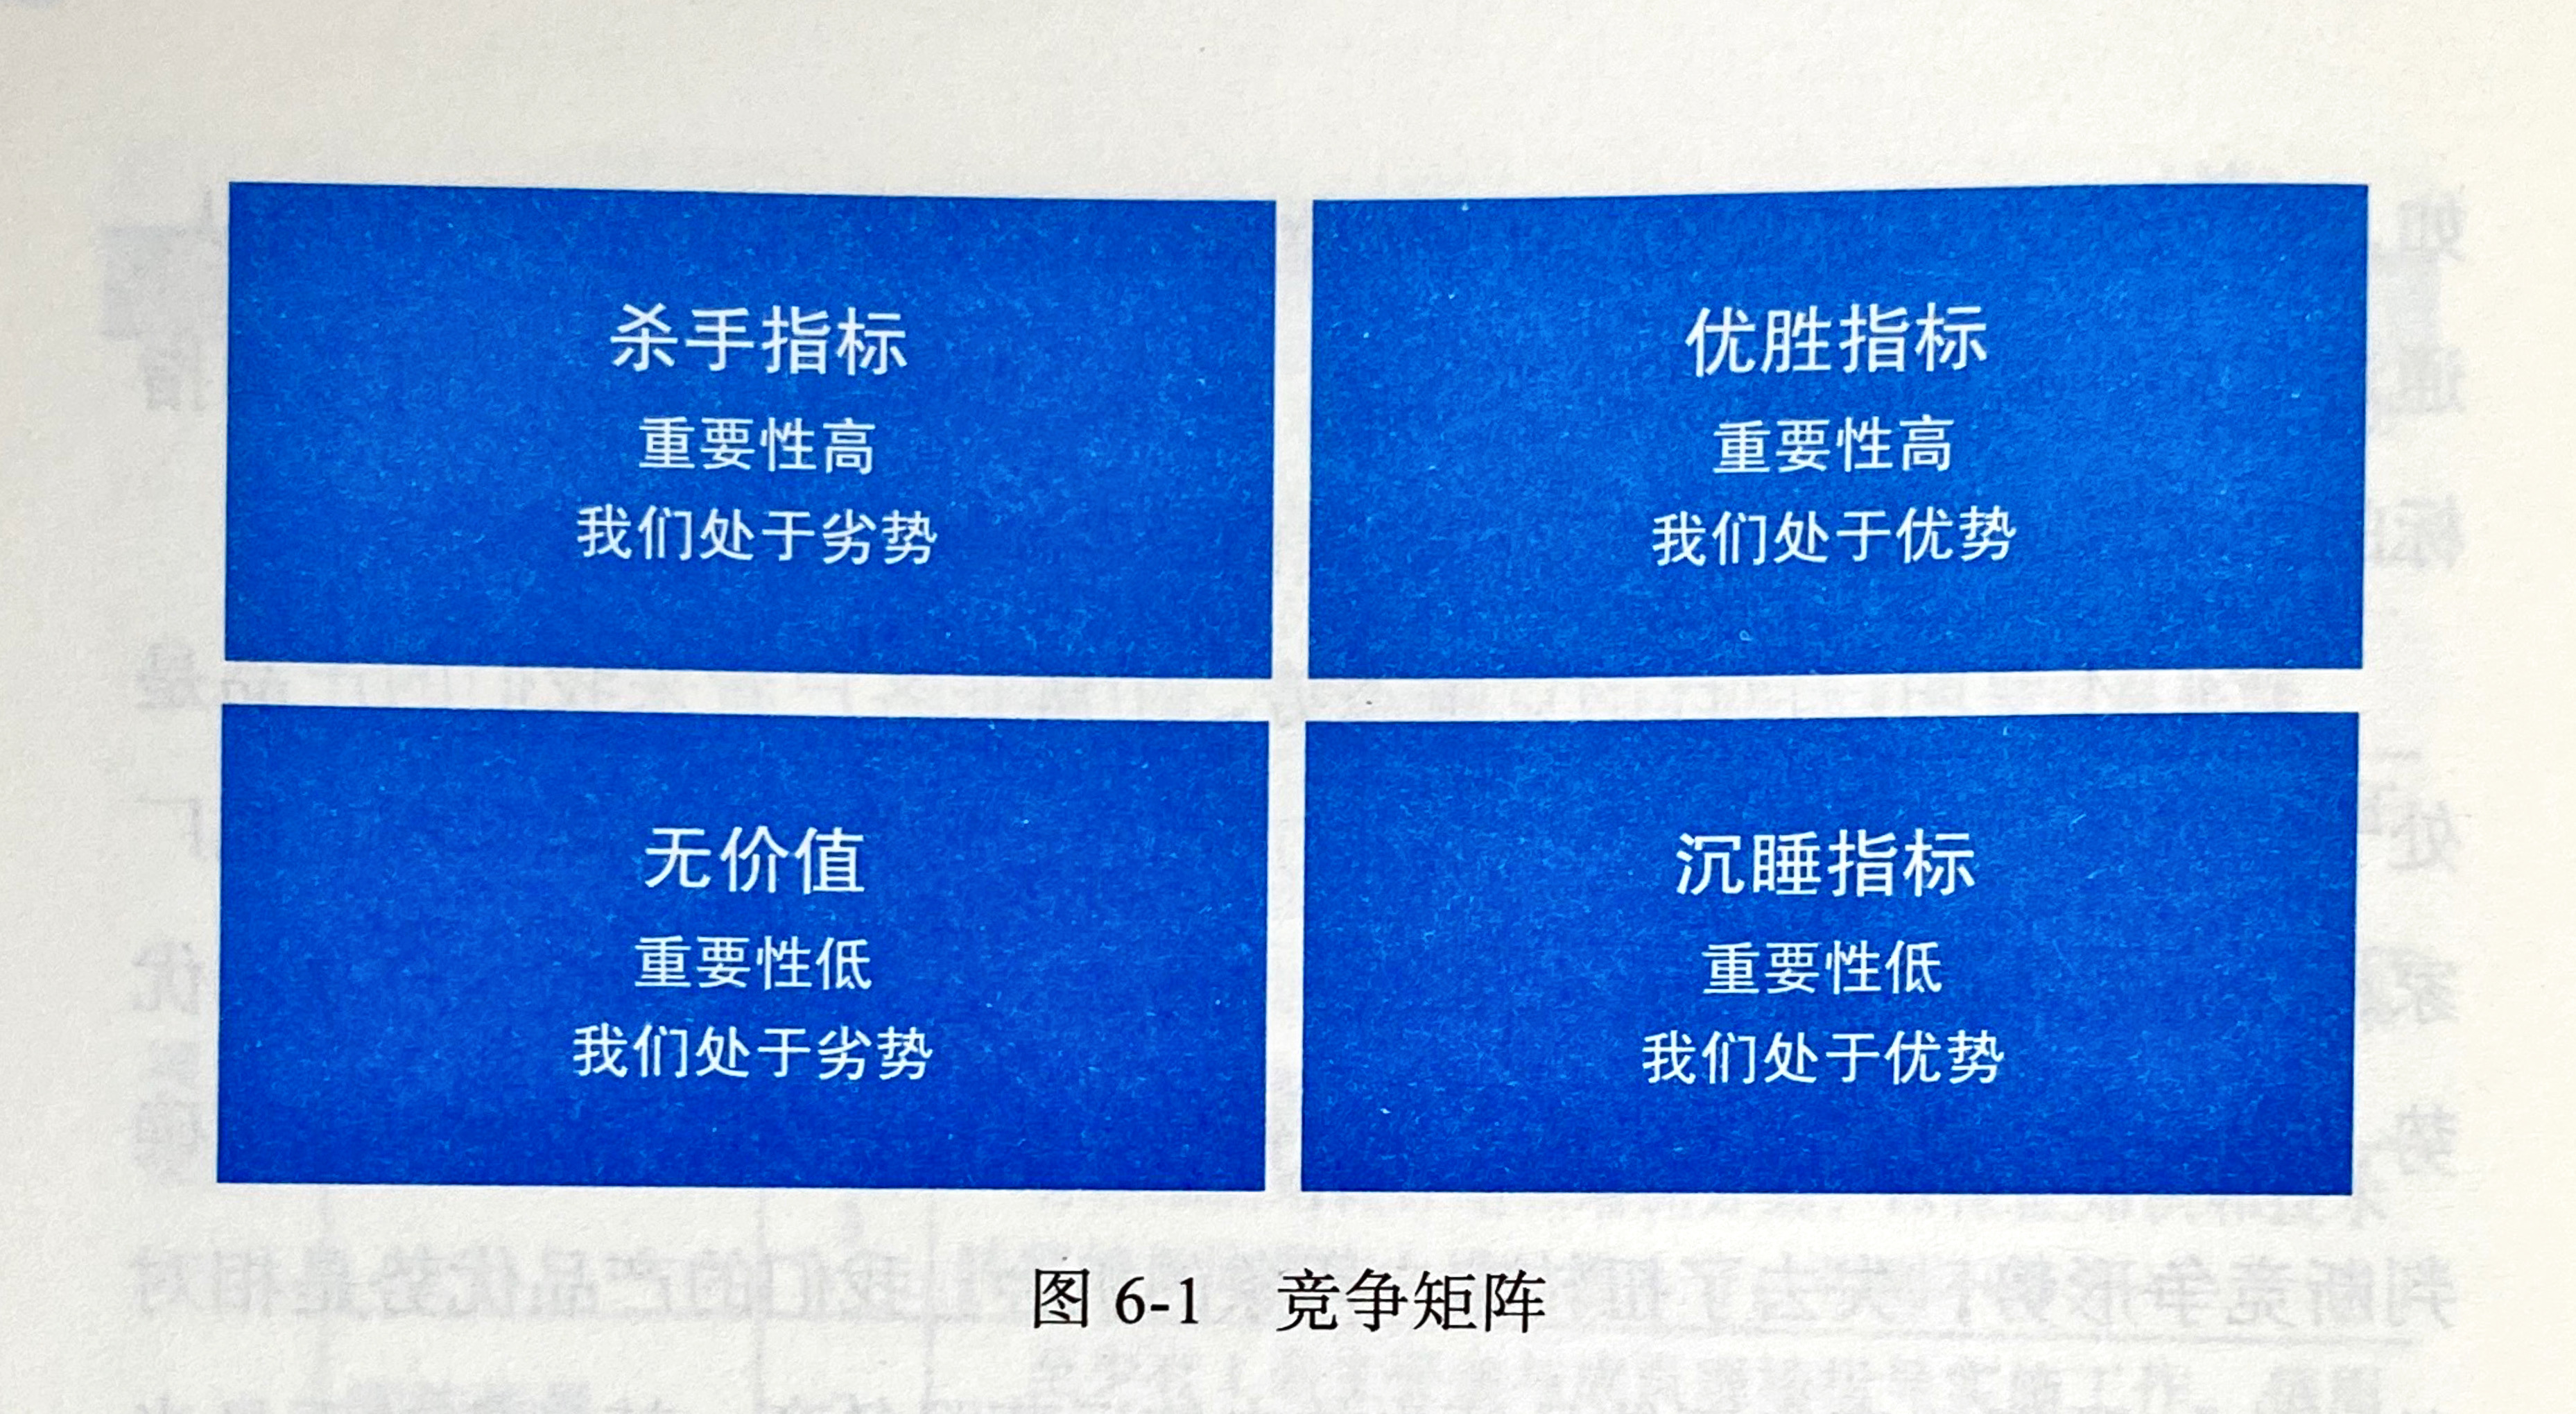 杀手指标
重要性高
我们处于劣势
优胜指标
重要性高
我们处于优势
无价值
重要性低
我们处于劣势
沉睡指标
重要性低
我们处于优势
图 6-1 竞争矩阵